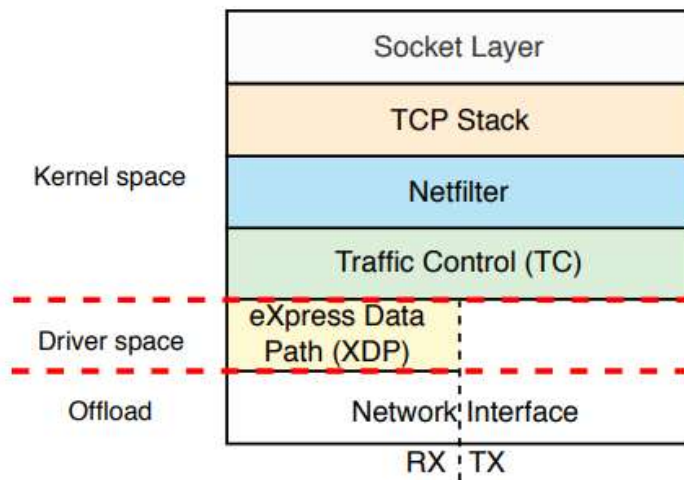 Socket Layer
TCP Stack
Kernel space
Netfilter
Traffic Control (TC)
eXpress Data
Path (XDP)
Driver space
Offload
Network Interface
RX TX